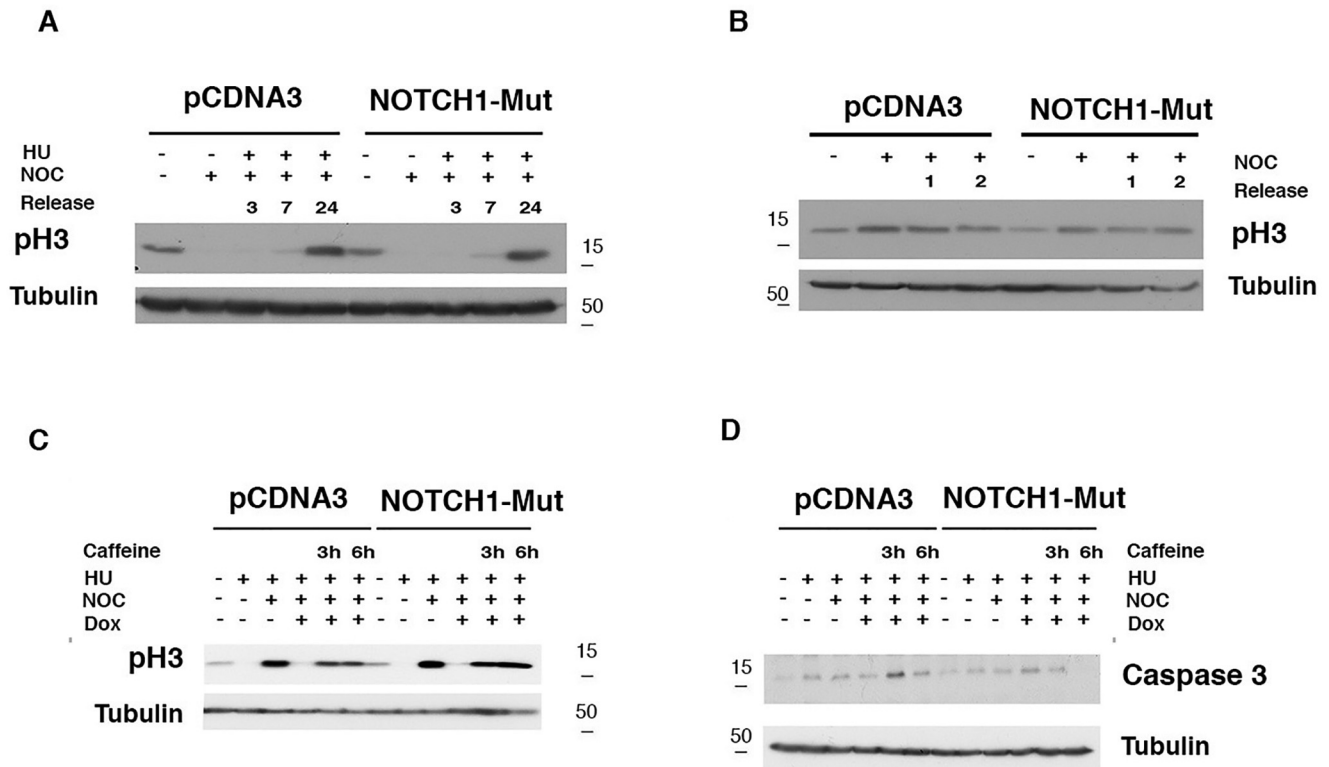 A
pCDNA3 NOTCH1-Mut
HU - - + + + - - + + +
NOC - + + + + - + + + +
Release 3 7 24 3 7 24
pH3 15
Tubulin 50
B
pCDNA3 NOTCH1-Mut
- + + + - + + + NOC
1 2 1 2 Release
15 pH3
50 Tubulin
C
pCDNA3 NOTCH1-Mut
Caffeine 3h 6h 3h 6h
HU - + + + + + - + + + + +
NOC - - + + + + - - + + + +
Dox - - - + + + - - - + + +
pH3 15
Tubulin 50
D
pCDNA3 NOTCH1-Mut
3h 6h 3h 6h Caffeine
- + + + + + - + + + + + HU
- - + + + + - - + + + + NOC
- - - + + + - - - + + + Dox
15 Caspase 3
50 Tubulin